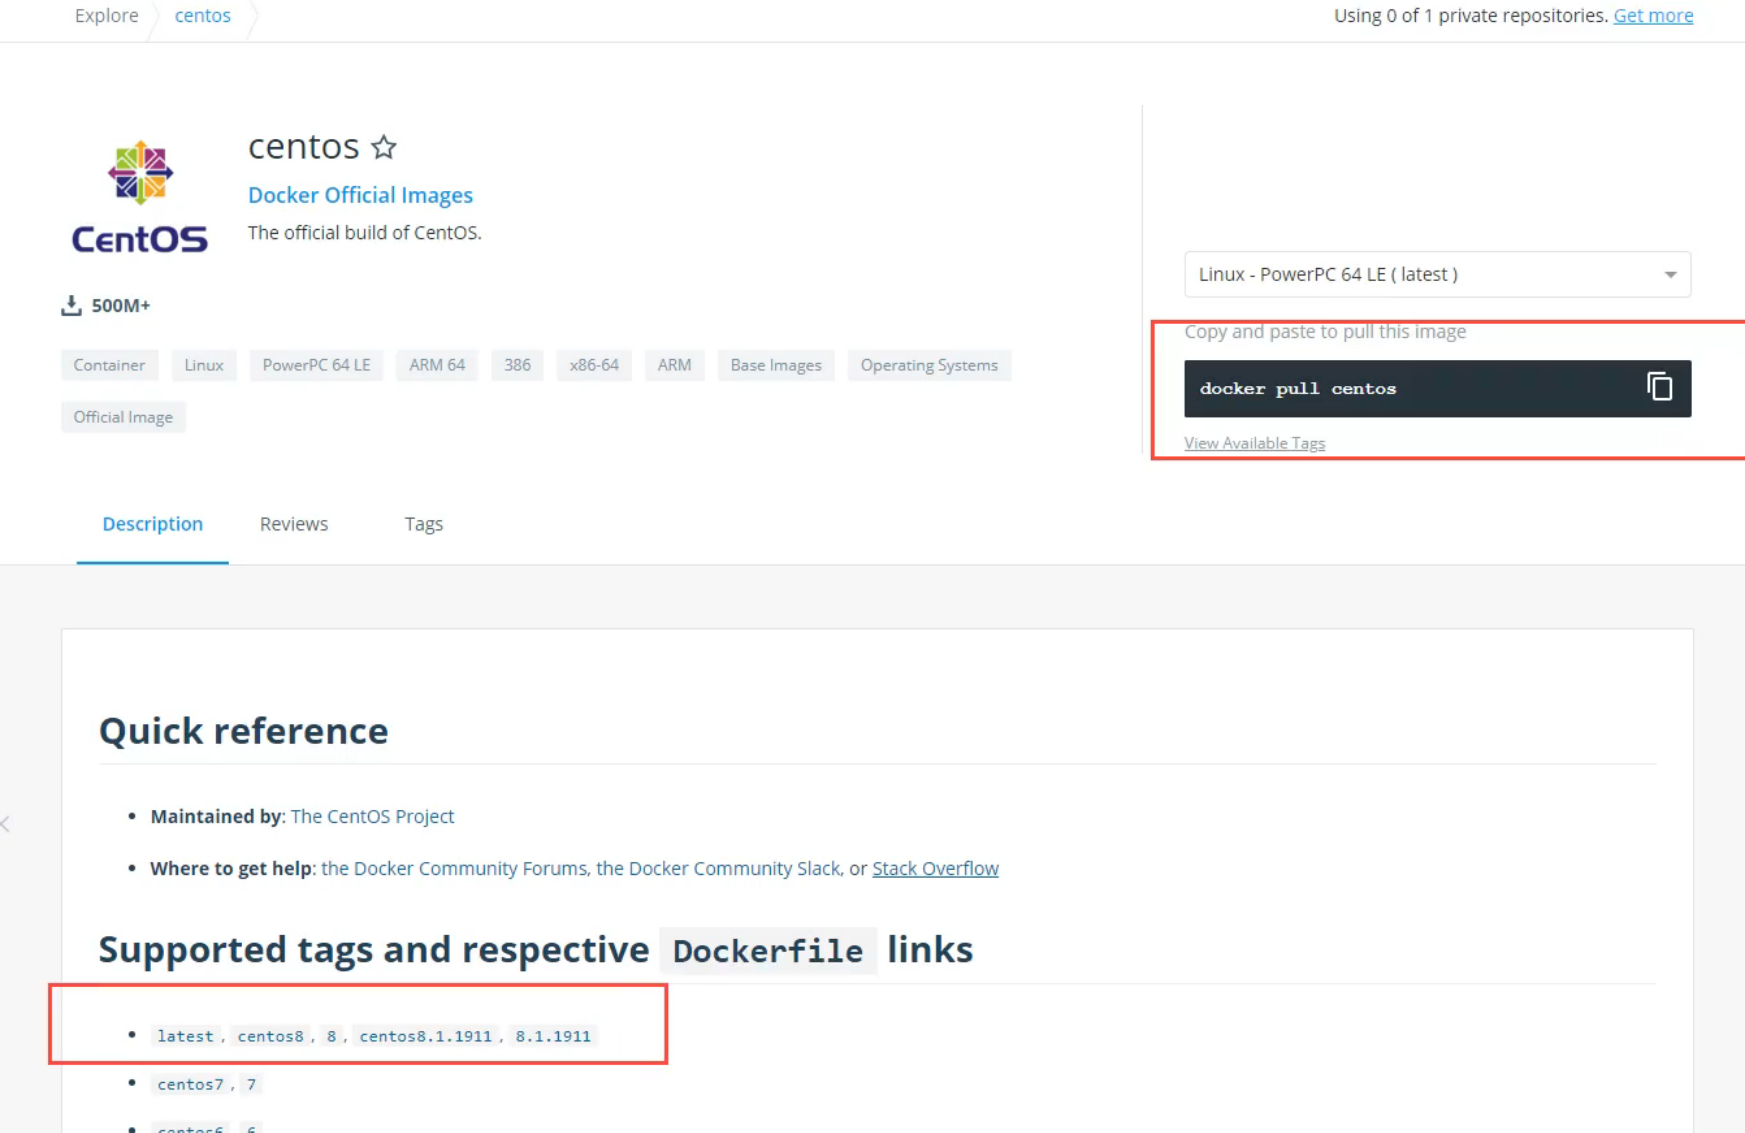 Explore centos Using 0 of 1 private repositories. Get more
centos
Docker Official Images
CentOS
The official build of CentOS.
Linux - PowerPC 64 LE ( latest )
500M+
Copy and paste to pull this image
Container Linux PowerPC 64 LE ARM 64 386 x86-64 ARM Base Images Operating Systems
docker pull centos
Official Image
View Available Tags
Description Reviews Tags
Quick reference
• Maintained by: The CentOS Project
• Where to get help: the Docker Community Forums, the Docker Community Slack, or Stack Overflow
Supported tags and respective Dockerfile links
• latest, centos8, 8, centos8.1.1911, 8.1.1911
• centos7, 7
• centos6 6